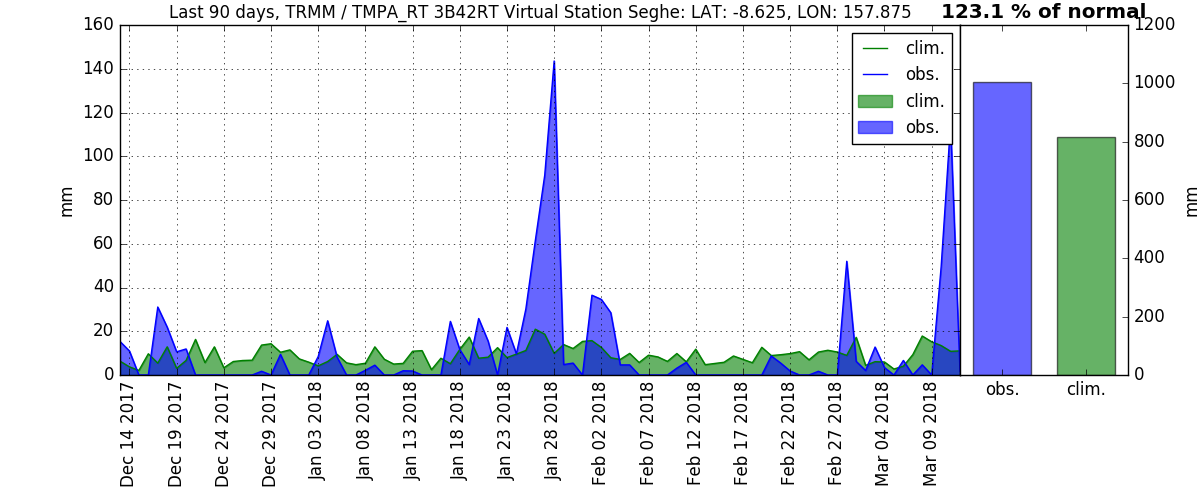 Last 90 days, TRMM / TMPA_RT 3B42RT Virtual Station Seghe: LAT: -8.625, LON: 157.875
123.1 % of normal
160
140
120
100
80
60
40
20
0
mm
clim.
obs.
clim.
obs.
1200
1000
800
600
400
200
0
mm
Dec 14 2017
Dec 19 2017
Dec 24 2017
Dec 29 2017
Jan 03 2018
Jan 08 2018
Jan 13 2018
Jan 18 2018
Jan 23 2018
Jan 28 2018
Feb 02 2018
Feb 07 2018
Feb 12 2018
Feb 17 2018
Feb 22 2018
Feb 27 2018
Mar 04 2018
Mar 09 2018
obs.
clim.